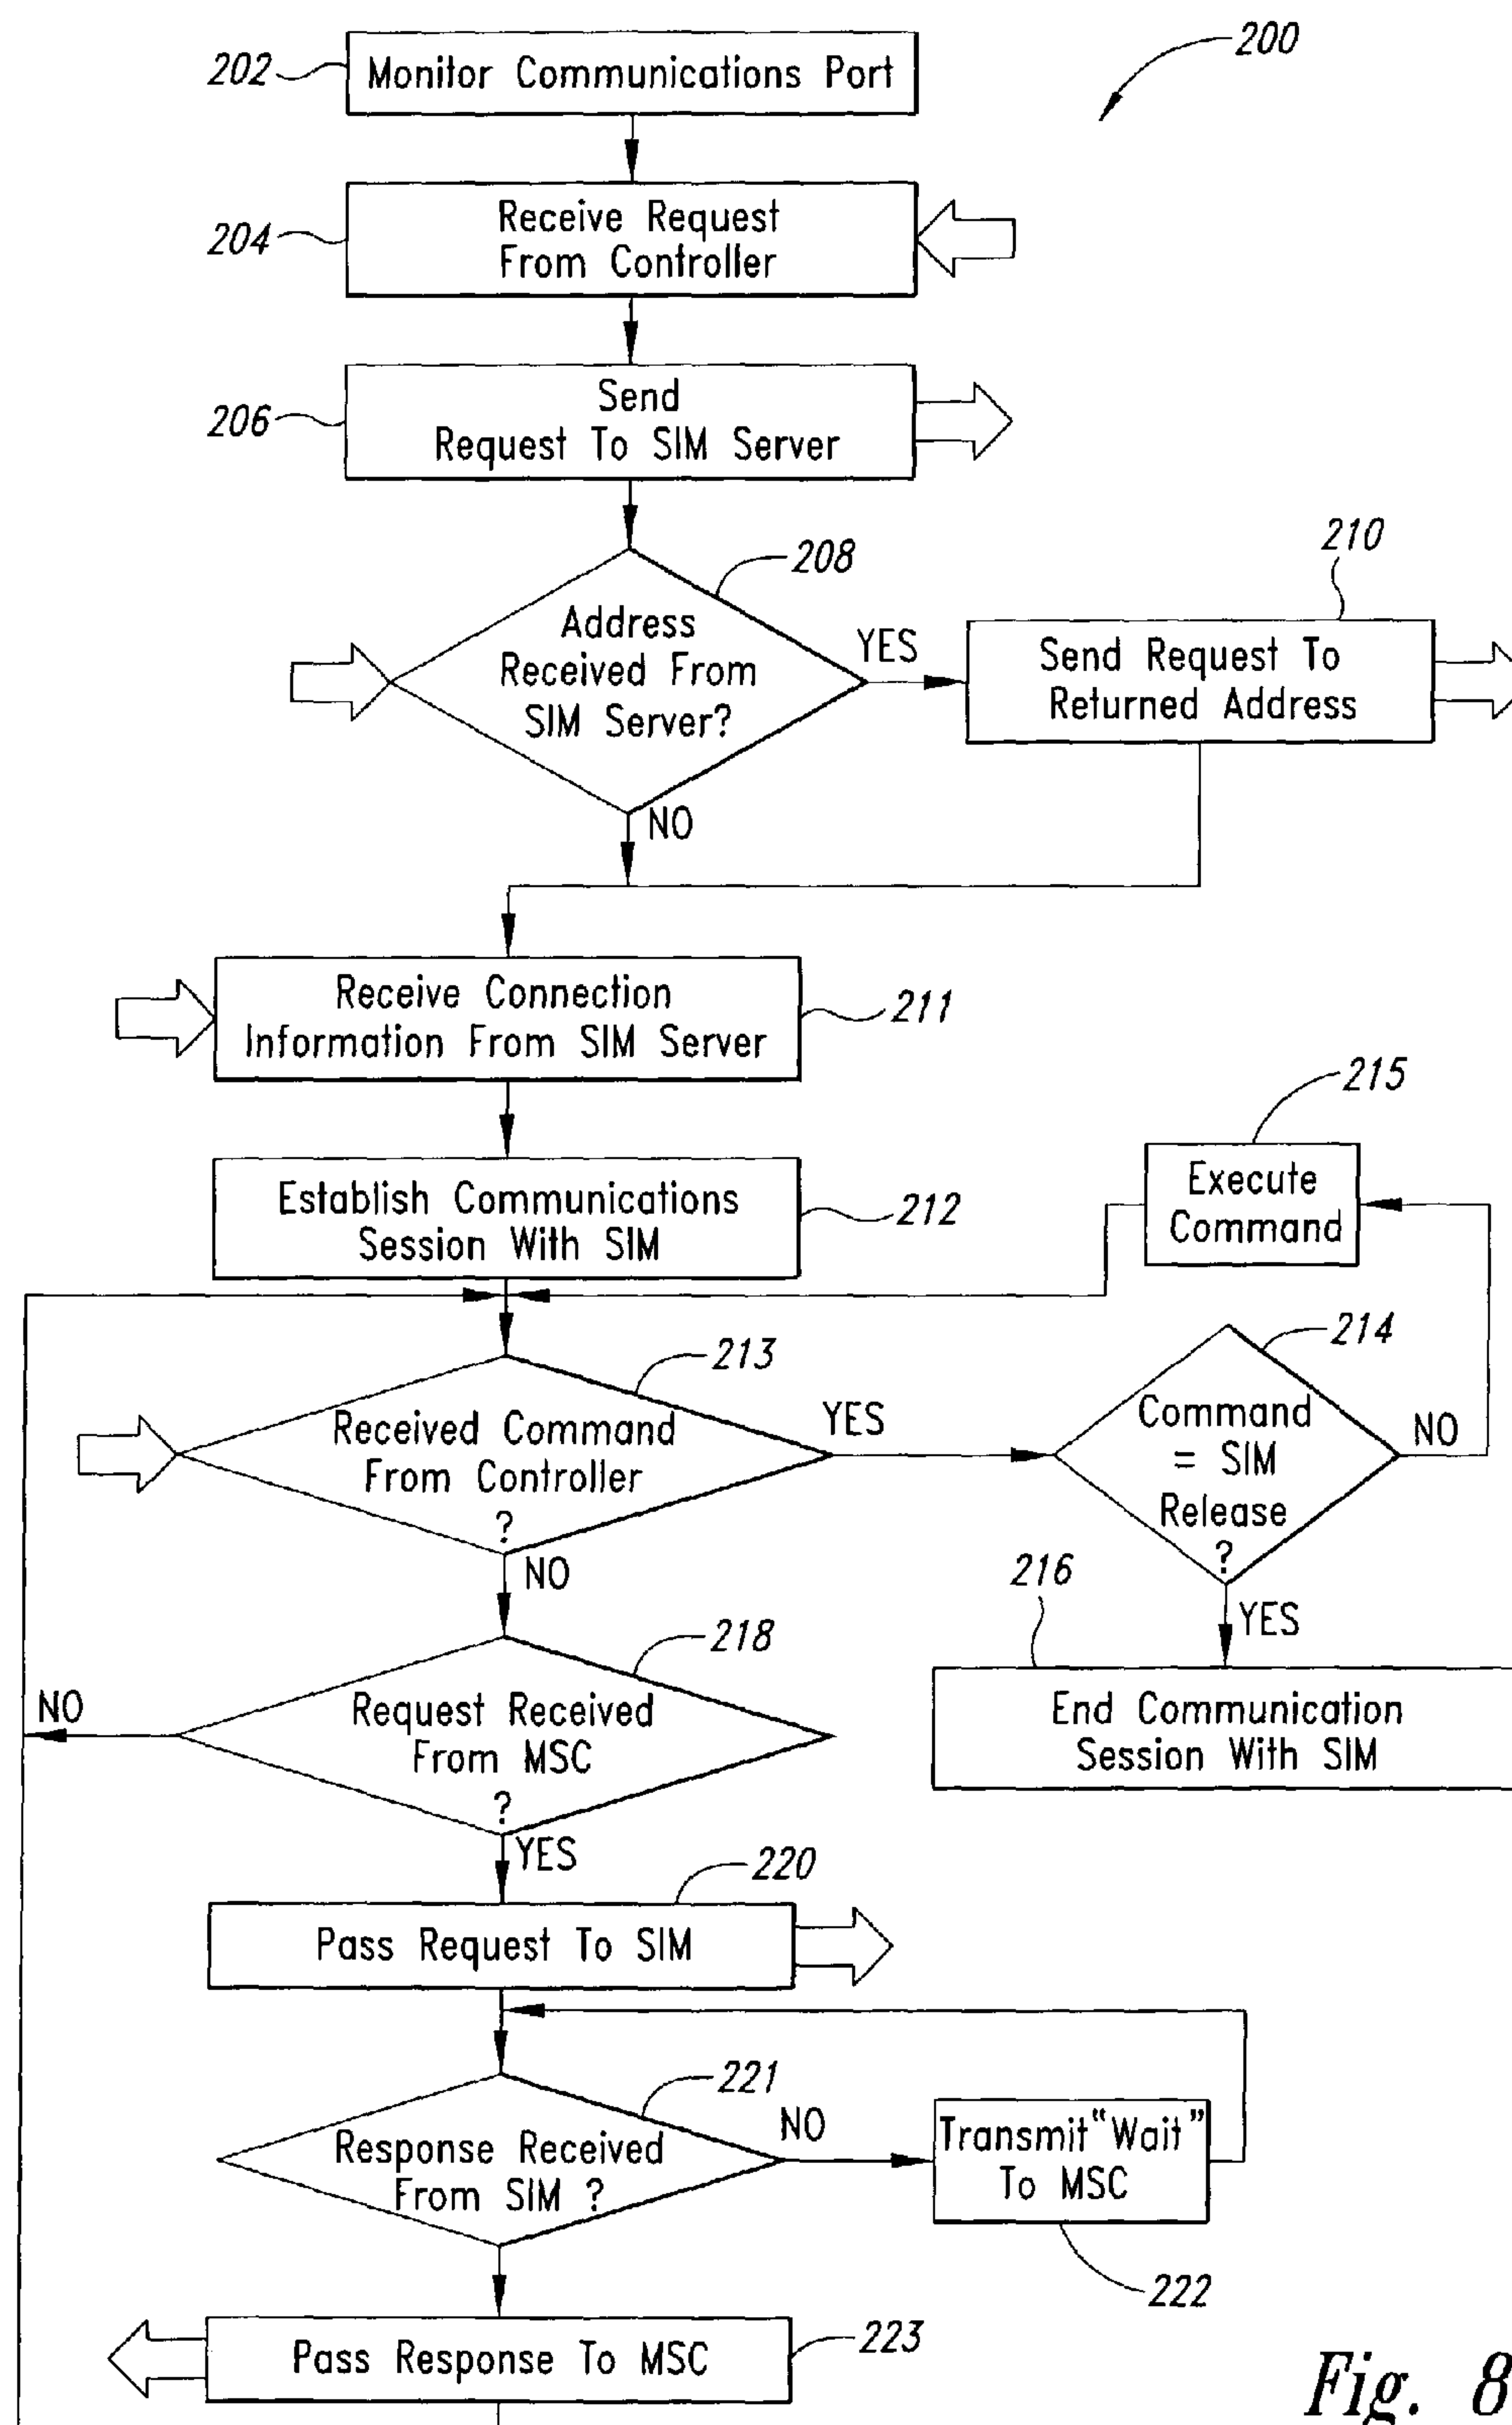 200
202
Monitor Communications Port
204
Receive Request
From Controller
206
Send
Request To SIM Server
208
Address
Received From
SIM Server?
YES
NO
210
Send Request To
Returned Address
Receive Connection
Information From SIM Server
211
Establish Communications
Session With SIM
212
215
Execute
Command
213
Received Command
From Controller
?
YES
NO
214
Command
= SIM
Release
?
NO
YES
216
End Communication
Session With SIM
218
Request Received
From MSC
?
NO
YES
220
Pass Request To SIM
221
Response Received
From SIM ?
NO
Transmit "Wait"
To MSC
222
Pass Response To MSC
223
Fig. 8